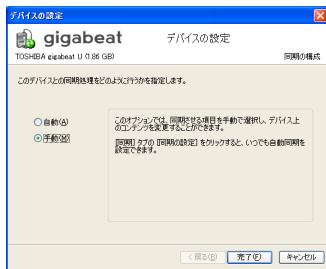 デバイスの設定
gigabeat
デバイスの設定
TOSHIBA gigabeat U (1.86 GB)
同期の構成
このデバイスとの同期処理をどのように行うかを指定します。
自動(A)
手動(M)
このオプションでは、同期させる項目を手動で選択し、デバイス上
のコンテンツを変更することができます。
[同期] タブの [同期の設定] をクリックすると、いつでも自動同期を
設定できます。
< 戻る(B)
完了(F)
キャンセル